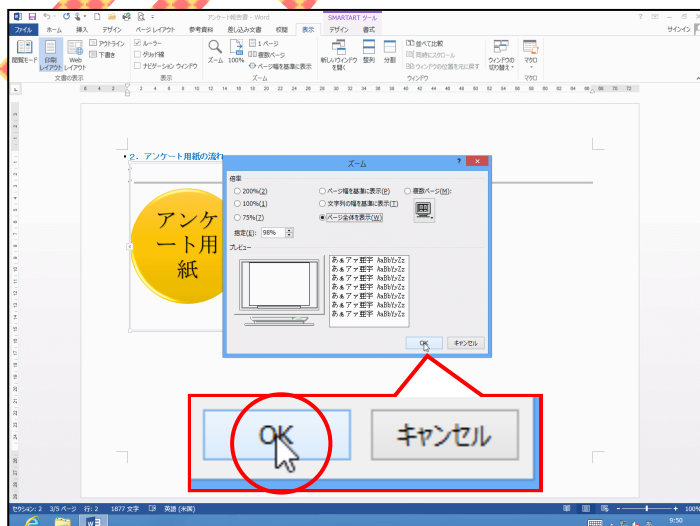 アンケート報告書 - Word
SMARTART ツール
? 
サインイン
ファイル ホーム 挿入 デザイン ページ レイアウト 参考資料 差し込み文書 校閲 表示 デザイン 書式
閲覧モード
印刷レイアウト
Webレイアウト
アウトライン
下書き
文書の表示
ルーラー
グリッド線
ナビゲーション ウィンドウ
表示
ズーム
100%
1 ページ
複数ページ
ページ幅を基準に表示
ズーム
新しいウィンドウを開く
整列
分割
並べて比較
同時にスクロール
ウィンドウの位置を元に戻す
ウィンドウの切り替え
ウィンドウ
マクロ
マクロ
2．アンケート用紙の流れ
アンケ
ート用
紙
ズーム
? ×
倍率
200%(2)
100%(1)
75%(7)
ページ幅を基準に表示(P)
文字列の幅を基準に表示(T)
ページ全体を表示(W)
複数ページ(M):
指定(E): 98%
プレビュー
あぁアァ亜宇 AaBbYyZz
あぁアァ亜宇 AaBbYyZz
あぁアァ亜宇 AaBbYyZz
あぁアァ亜宇 AaBbYyZz
あぁアァ亜宇 AaBbYyZz
あぁアァ亜宇 AaBbYyZz
あぁアァ亜宇 AaBbYyZz
OK キャンセル
OK キャンセル
セクション: 2 3/5 ページ 行: 2 1877 文字 英語 (米国)
100%
9:50